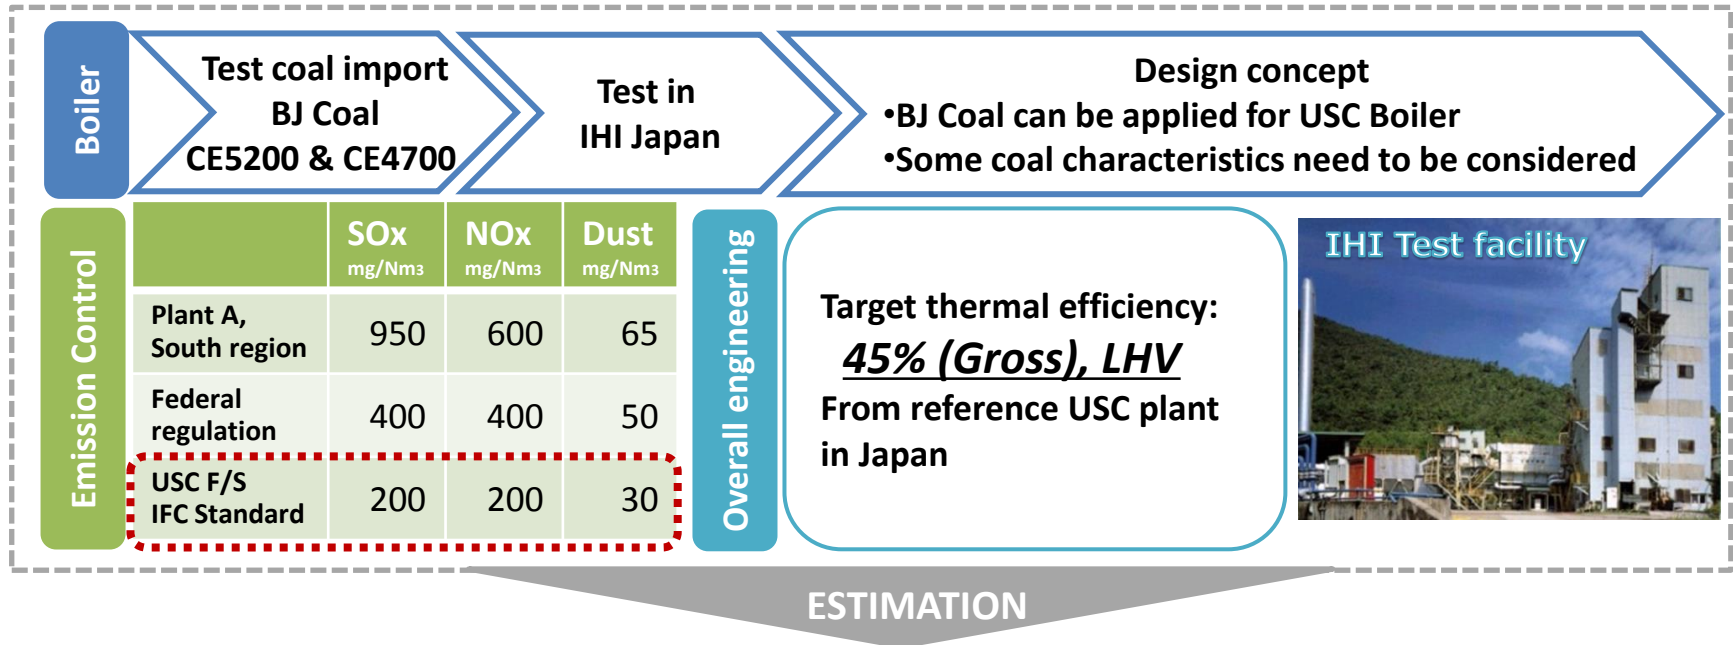 Boiler
Test coal import
BJ Coal
CE5200 & CE4700
Test in
IHI Japan
Design concept
•BJ Coal can be applied for USC Boiler
•Some coal characteristics need to be considered
Emission Control
SOx NOx Dust
mg/Nm3 mg/Nm3 mg/Nm3
Plant A,
South region 950 600 65
Federal
regulation 400 400 50
USC F/S
IFC Standard 200 200 30
Overall engineering
Target thermal efficiency:
45% (Gross), LHV
From reference USC plant
in Japan
IHI Test facility
ESTIMATION